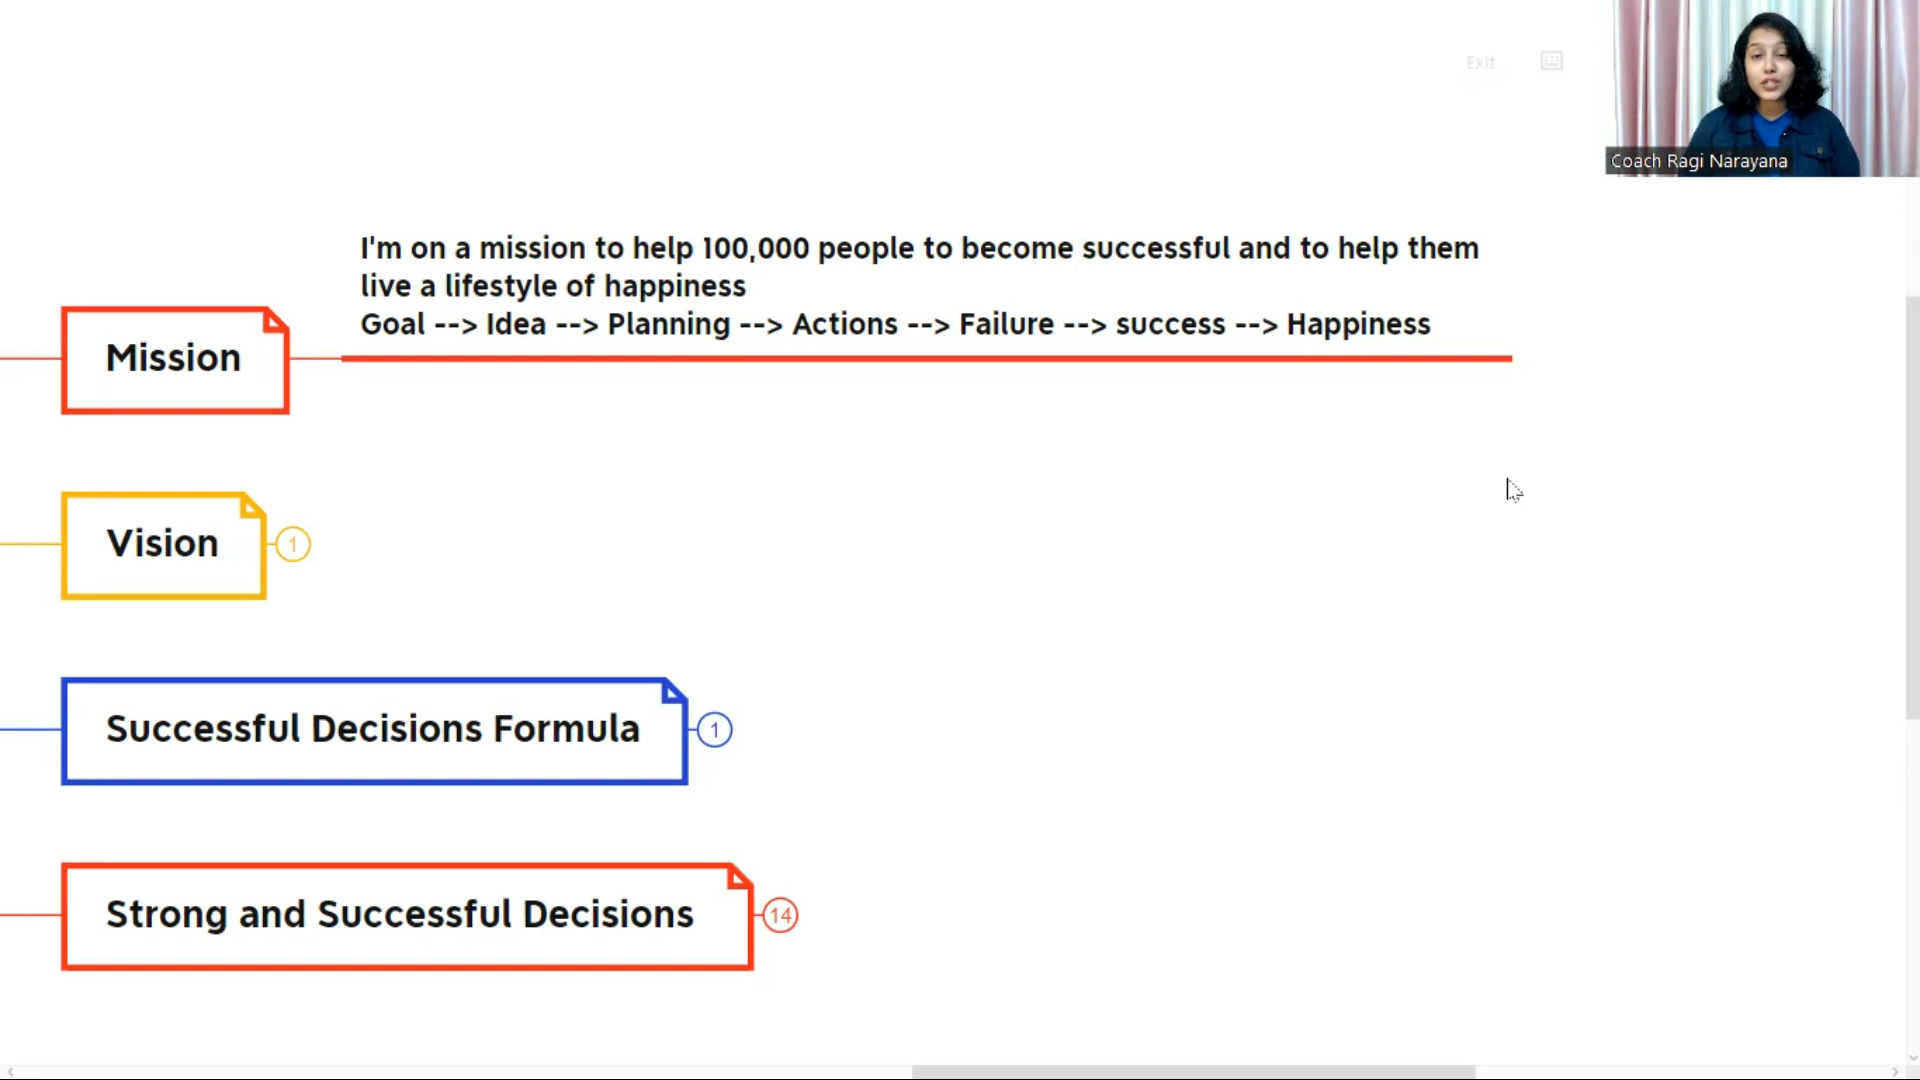 Exit
Coach Ragi Narayana
I'm on a mission to help 100,000 people to become successful and to help them
live a lifestyle of happiness
Goal --> Idea --> Planning --> Actions --> Failure --> success --> Happiness
Mission
Vision
1
Successful Decisions Formula
1
Strong and Successful Decisions
14